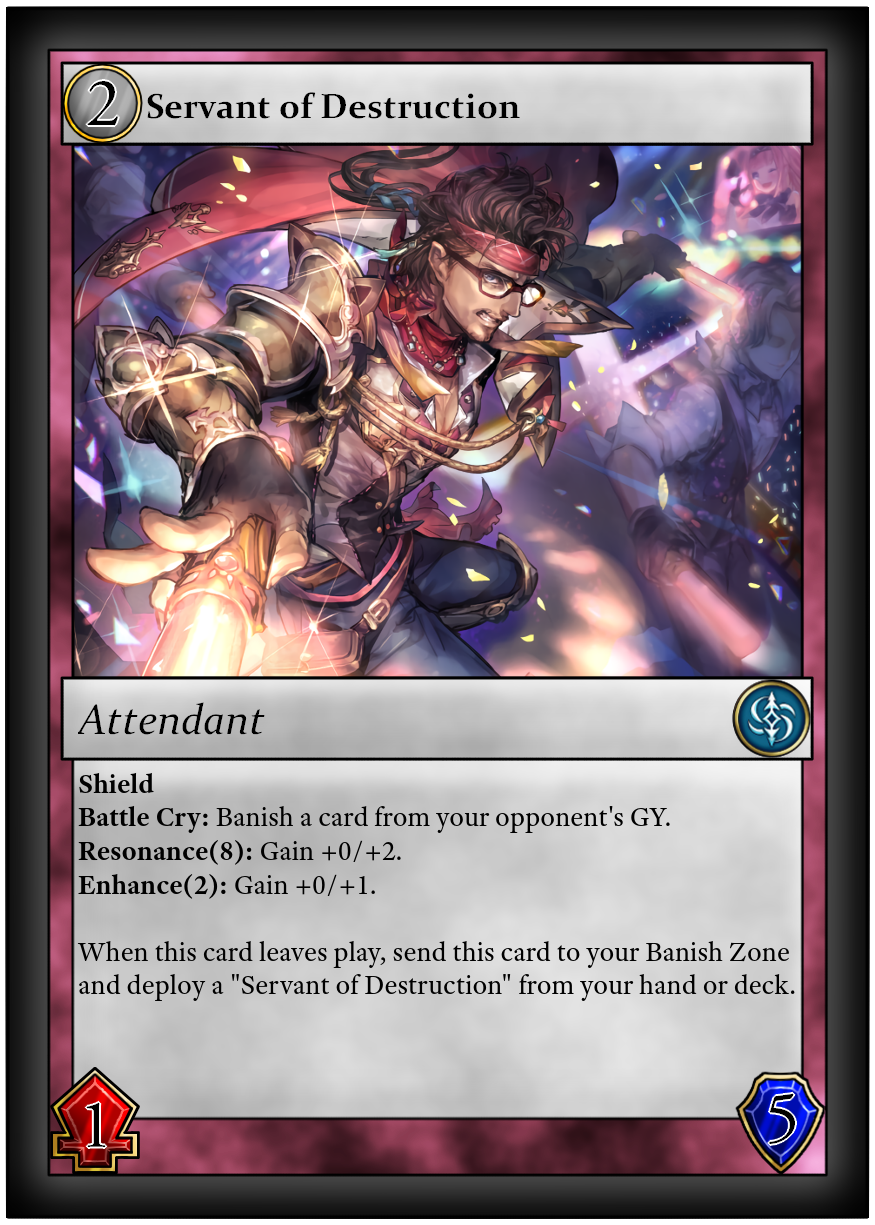 2
Servant of Destruction
Attendant
Shield
Battle Cry: Banish a card from your opponent's GY.
Resonance(8): Gain +0/+2.
Enhance(2): Gain +0/+1.
When this card leaves play, send this card to your Banish Zone
and deploy a "Servant of Destruction" from your hand or deck.
1
5